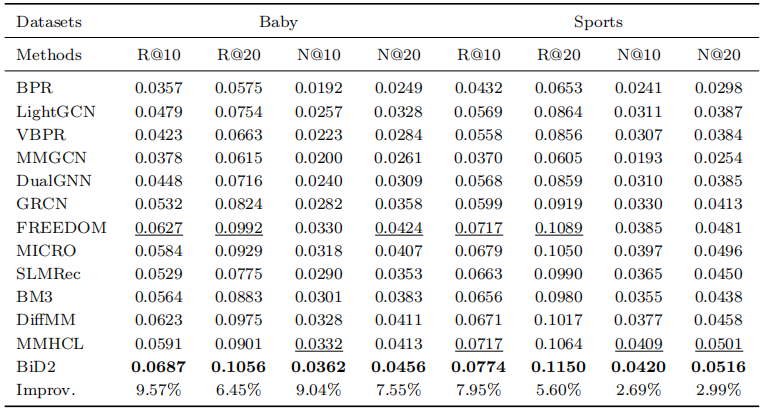 Datasets Baby Sports
Methods R@10 R@20 N@10 N@20 R@10 R@20 N@10 N@20
BPR 0.0357 0.0575 0.0192 0.0249 0.0432 0.0653 0.0241 0.0298
LightGCN 0.0479 0.0754 0.0257 0.0328 0.0569 0.0864 0.0311 0.0387
VBPR 0.0423 0.0663 0.0223 0.0284 0.0558 0.0856 0.0307 0.0384
MMGCN 0.0378 0.0615 0.0200 0.0261 0.0370 0.0605 0.0193 0.0254
DualGNN 0.0448 0.0716 0.0240 0.0309 0.0568 0.0859 0.0310 0.0385
GRCN 0.0532 0.0824 0.0282 0.0358 0.0599 0.0919 0.0330 0.0413
FREEDOM 0.0627 0.0992 0.0330 0.0424 0.0717 0.1089 0.0385 0.0481
MICRO 0.0584 0.0929 0.0318 0.0407 0.0679 0.1050 0.0397 0.0496
SLMRec 0.0529 0.0775 0.0290 0.0353 0.0663 0.0990 0.0365 0.0450
BM3 0.0564 0.0883 0.0301 0.0383 0.0656 0.0980 0.0355 0.0438
DiffMM 0.0623 0.0975 0.0328 0.0411 0.0671 0.1017 0.0377 0.0458
MMHCL 0.0591 0.0901 0.0332 0.0413 0.0717 0.1064 0.0409 0.0501
BiD2 0.0687 0.1056 0.0362 0.0456 0.0774 0.1150 0.0420 0.0516
Improv. 9.57% 6.45% 9.04% 7.55% 7.95% 5.60% 2.69% 2.99%